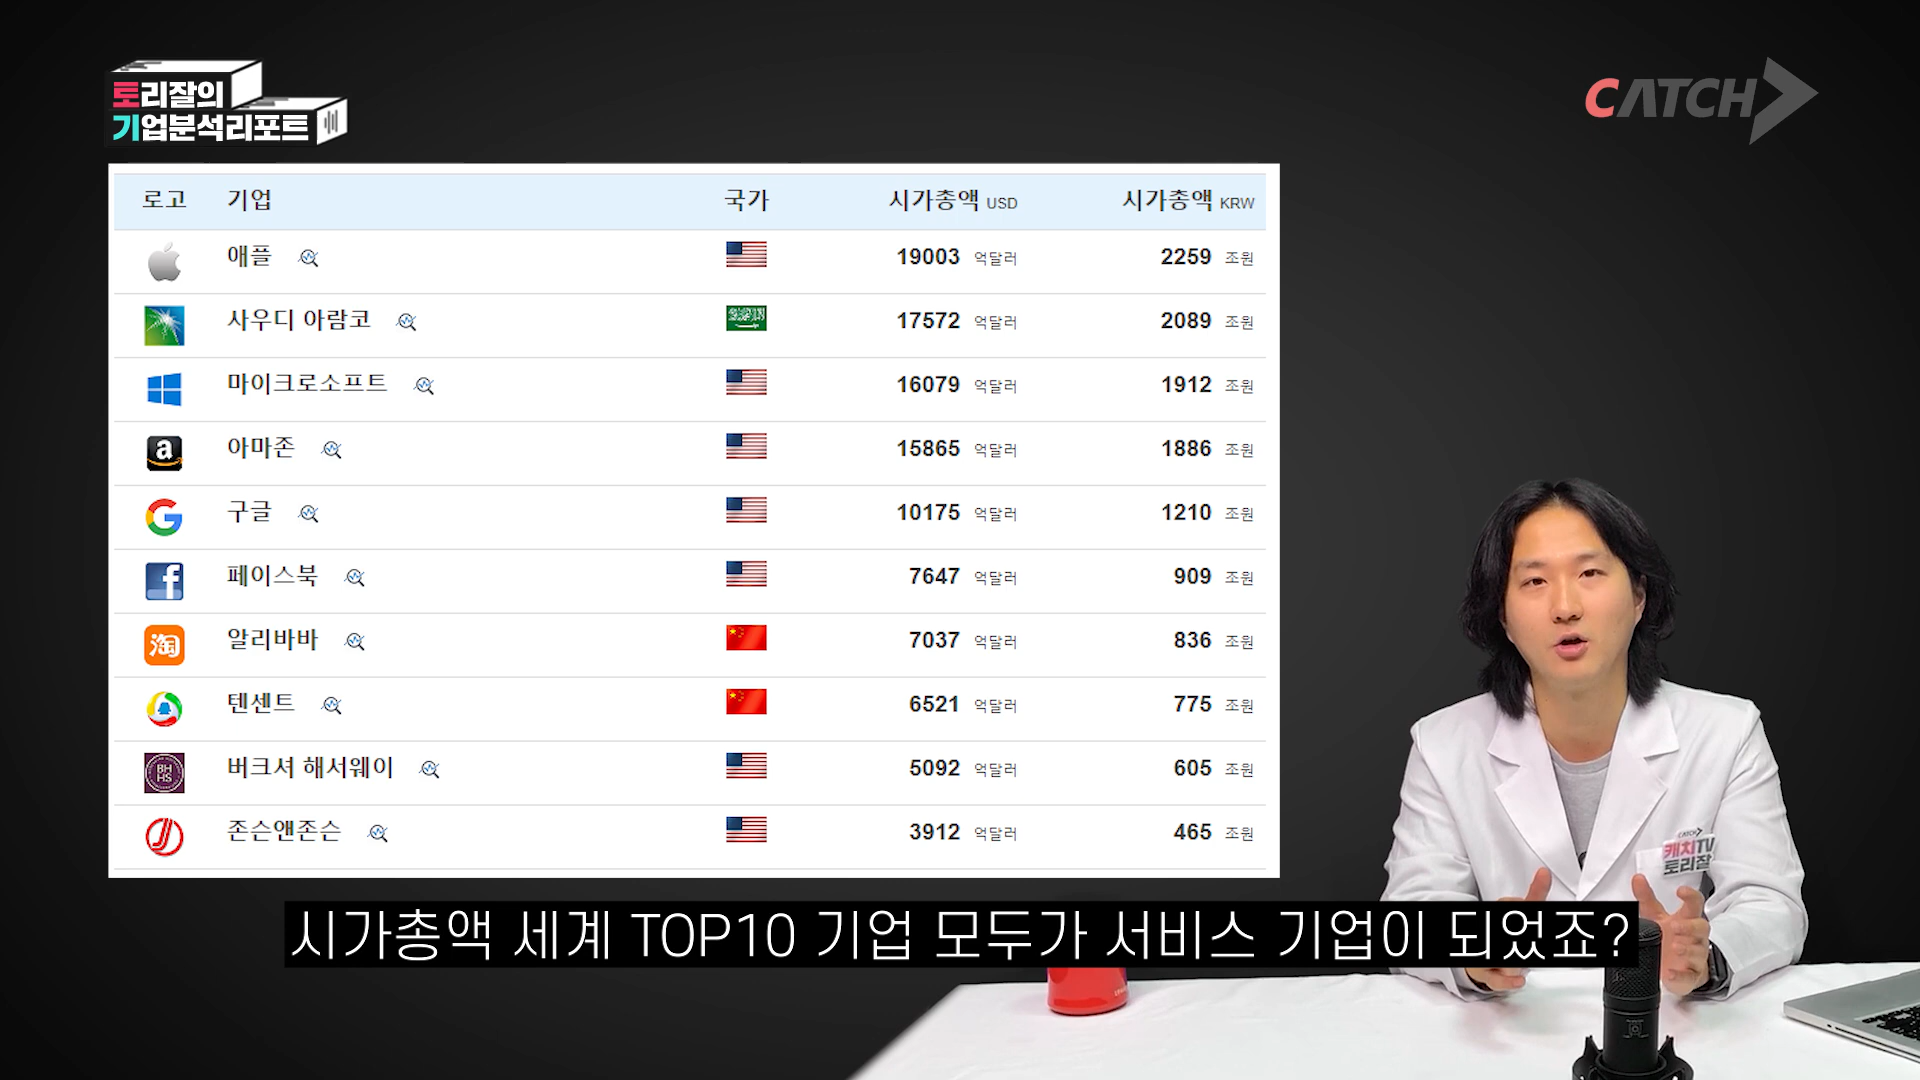 토리잘의
기업분석리포트
CATCH
로고 기업 국가 시가총액 USD 시가총액 KRW
애플 19003 억달러 2259 조원
사우디 아람코 17572 억달러 2089 조원
마이크로소프트 16079 억달러 1912 조원
a 아마존 15865 억달러 1886 조원
G 구글 10175 억달러 1210 조원
f 페이스북 7647 억달러 909 조원
淘 알리바바 7037 억달러 836 조원
텐센트 6521 억달러 775 조원
BH HS 버크셔 해서웨이 5092 억달러 605 조원
존슨앤존슨 3912 억달러 465 조원
CATCH
캐치TV
토리잘
시가총액 세계 TOP10 기업 모두가 서비스 기업이 되었죠?